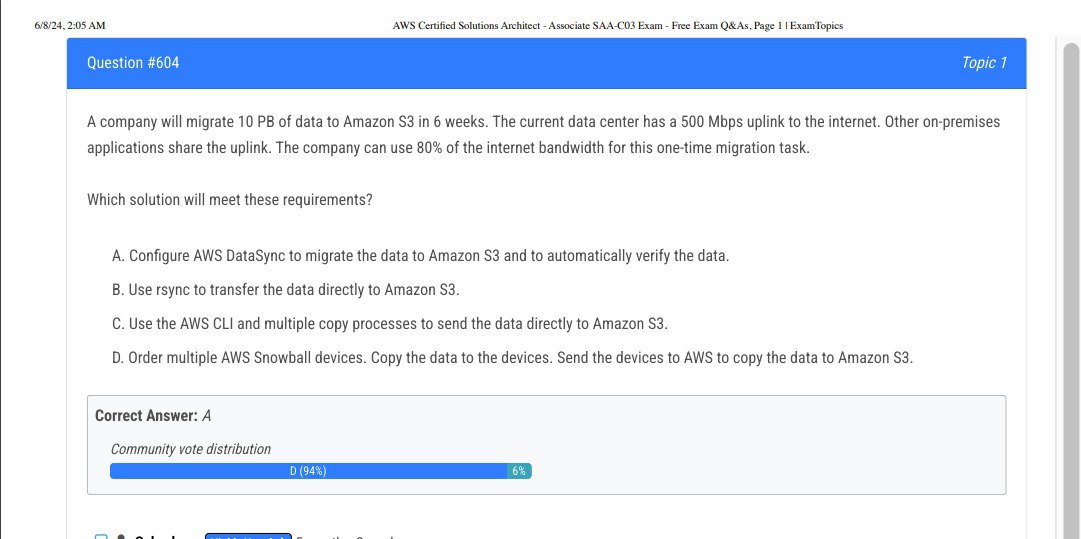 6/8/24, 2:05 AM
AWS Certified Solutions Architect - Associate SAA-C03 Exam - Free Exam Q&As, Page 1 | ExamTopics
Question #604
Topic 1
A company will migrate 10 PB of data to Amazon S3 in 6 weeks. The current data center has a 500 Mbps uplink to the internet. Other on-premises
applications share the uplink. The company can use 80% of the internet bandwidth for this one-time migration task.
Which solution will meet these requirements?
A. Configure AWS DataSync to migrate the data to Amazon S3 and to automatically verify the data.
B. Use rsync to transfer the data directly to Amazon S3.
C. Use the AWS CLI and multiple copy processes to send the data directly to Amazon S3.
D. Order multiple AWS Snowball devices. Copy the data to the devices. Send the devices to AWS to copy the data to Amazon S3.
Correct Answer: A
Community vote distribution
D (94%)
6%